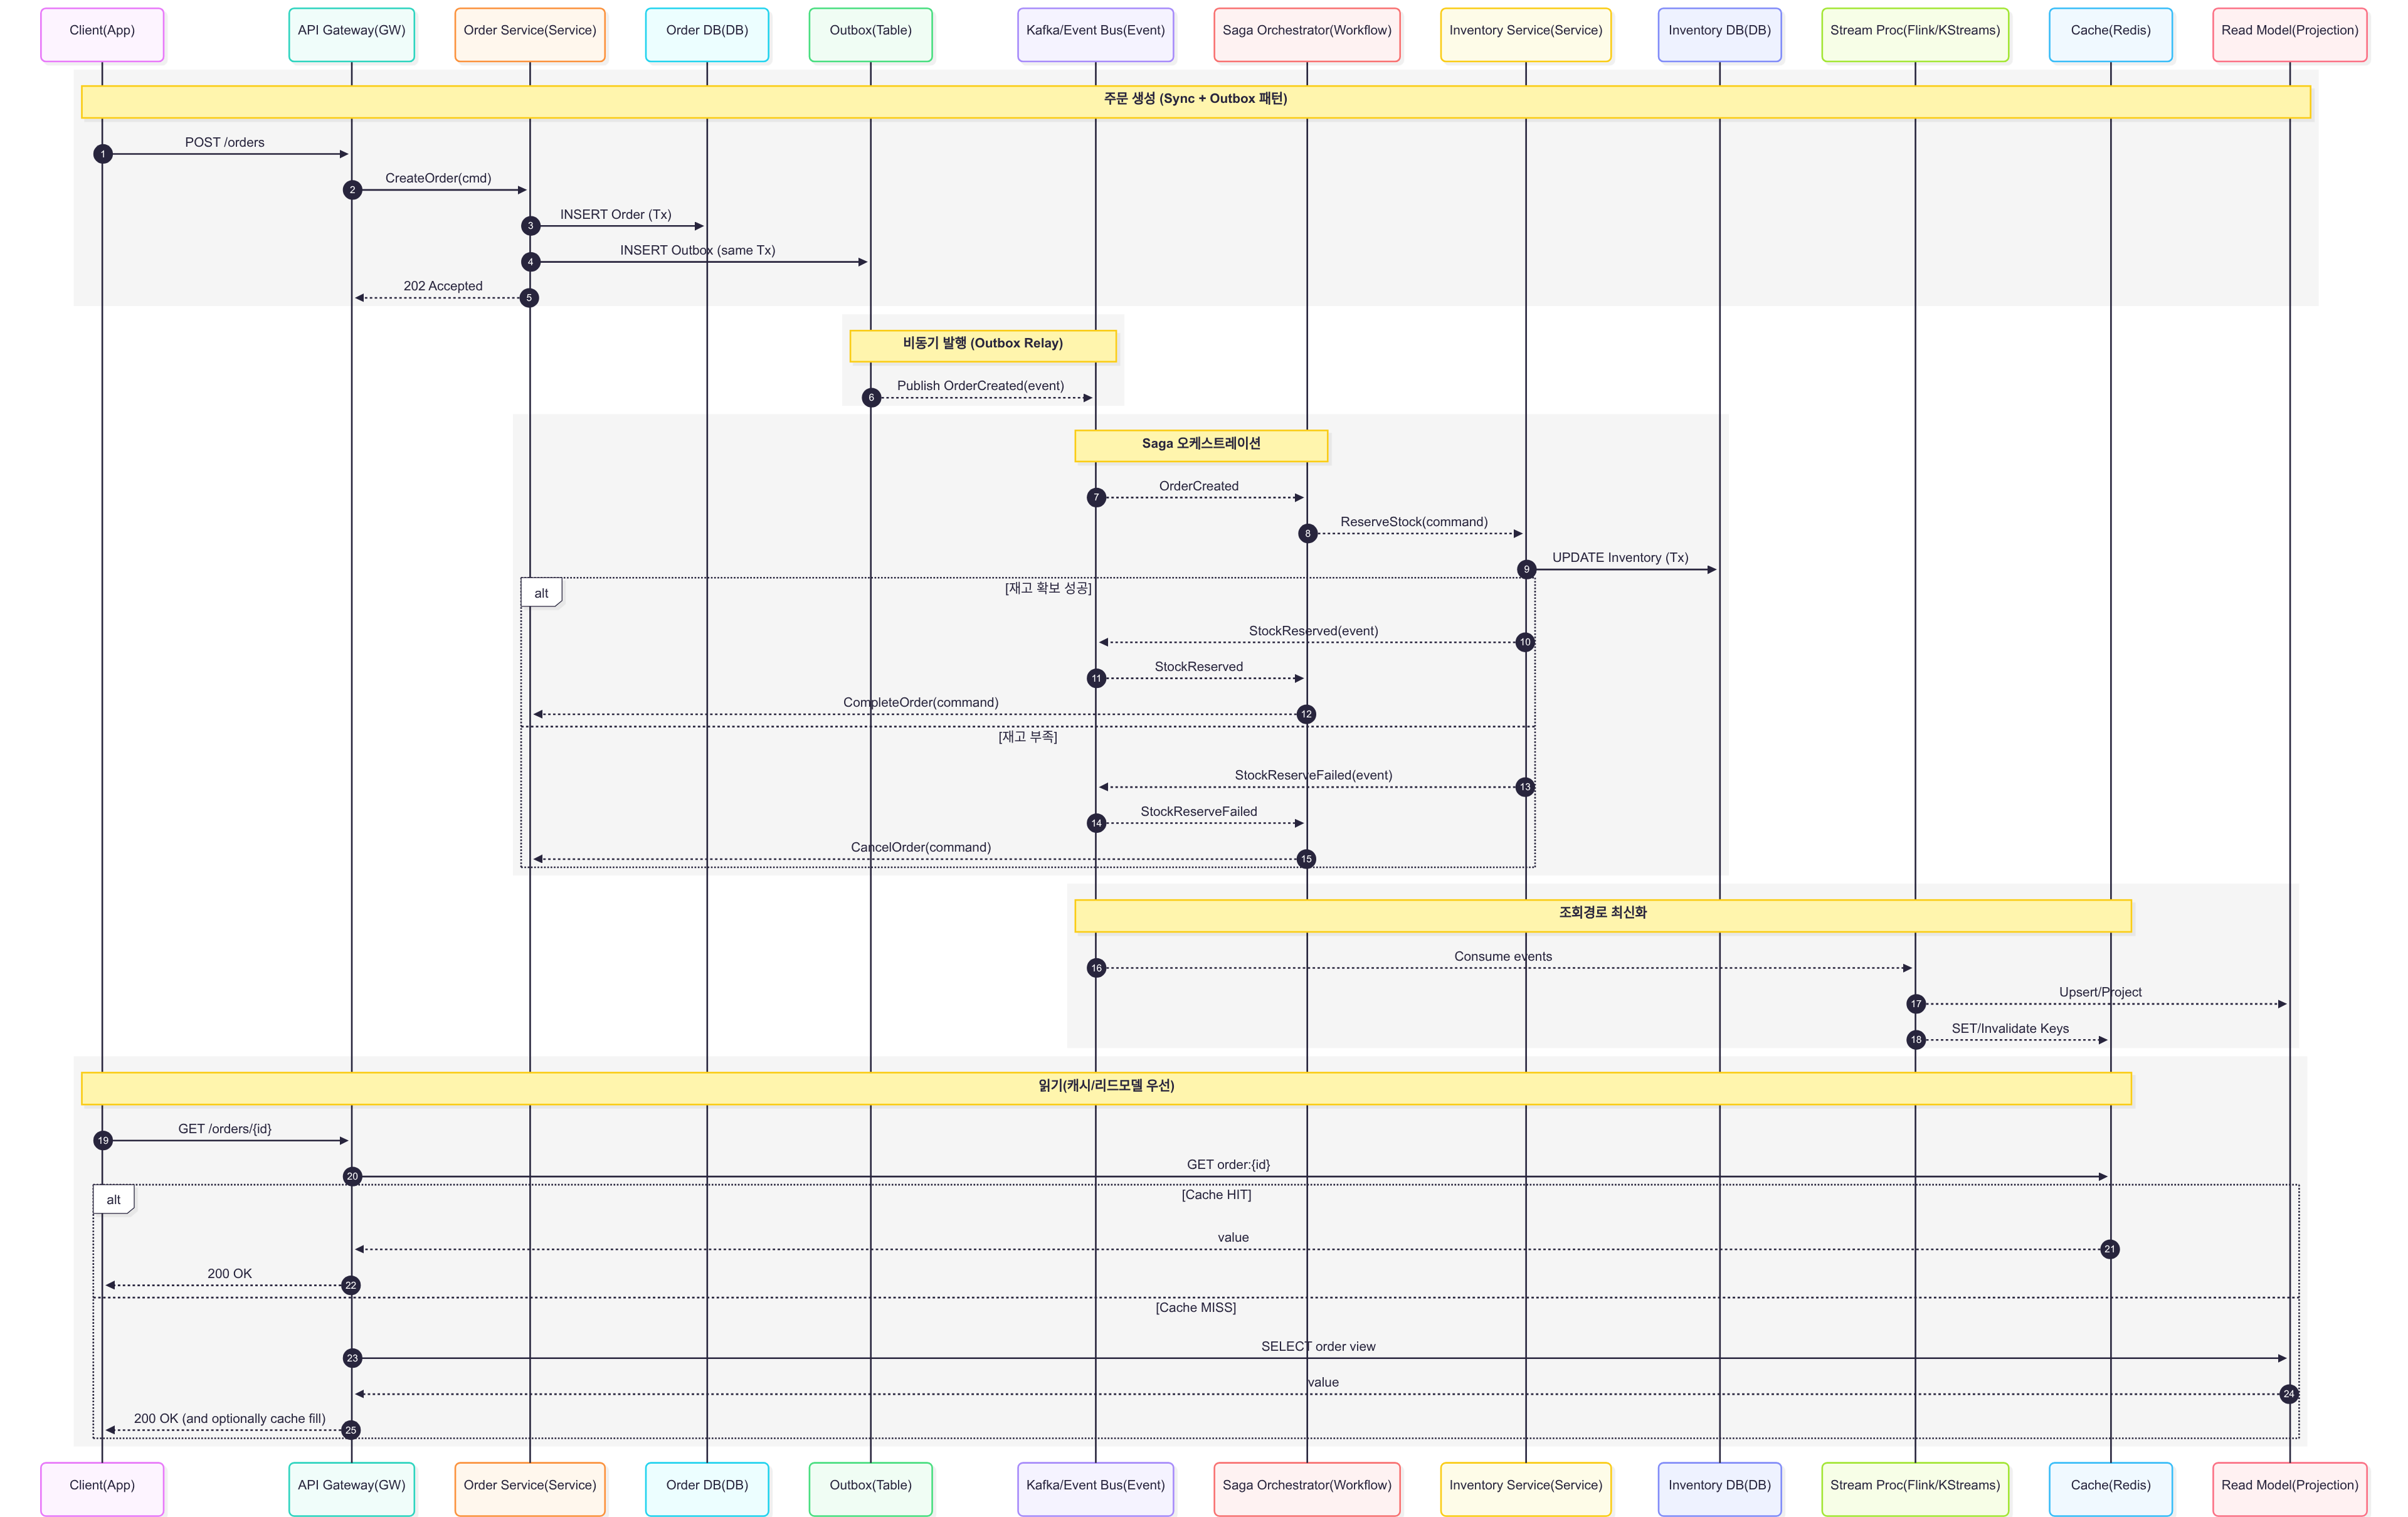 Client(App)
API Gateway(GW)
Order Service(Service)
Order DB(DB)
Outbox(Table)
Kafka/Event Bus(Event)
Saga Orchestrator(Workflow)
Inventory Service(Service)
Inventory DB(DB)
Stream Proc(Flink/KStreams)
Cache(Redis)
Read Model(Projection)
주문 생성 (Sync + Outbox 패턴)
1
POST /orders
2
CreateOrder(cmd)
3
INSERT Order (Tx)
4
INSERT Outbox (same Tx)
202 Accepted
5
비동기 발행 (Outbox Relay)
6
Publish OrderCreated(event)
Saga 오케스트레이션
7
OrderCreated
8
ReserveStock(command)
9
UPDATE Inventory (Tx)
alt
[재고 확보 성공]
StockReserved(event)
10
11
StockReserved
CompleteOrder(command)
12
[재고 부족]
StockReserveFailed(event)
13
14
StockReserveFailed
CancelOrder(command)
15
조회경로 최신화
16
Consume events
17
Upsert/Project
18
SET/Invalidate Keys
읽기(캐시/리드모델 우선)
19
GET /orders/{id}
20
GET order:{id}
alt
[Cache HIT]
value
21
200 OK
22
[Cache MISS]
23
SELECT order view
value
24
200 OK (and optionally cache fill)
25
Client(App)
API Gateway(GW)
Order Service(Service)
Order DB(DB)
Outbox(Table)
Kafka/Event Bus(Event)
Saga Orchestrator(Workflow)
Inventory Service(Service)
Inventory DB(DB)
Stream Proc(Flink/KStreams)
Cache(Redis)
Read Model(Projection)